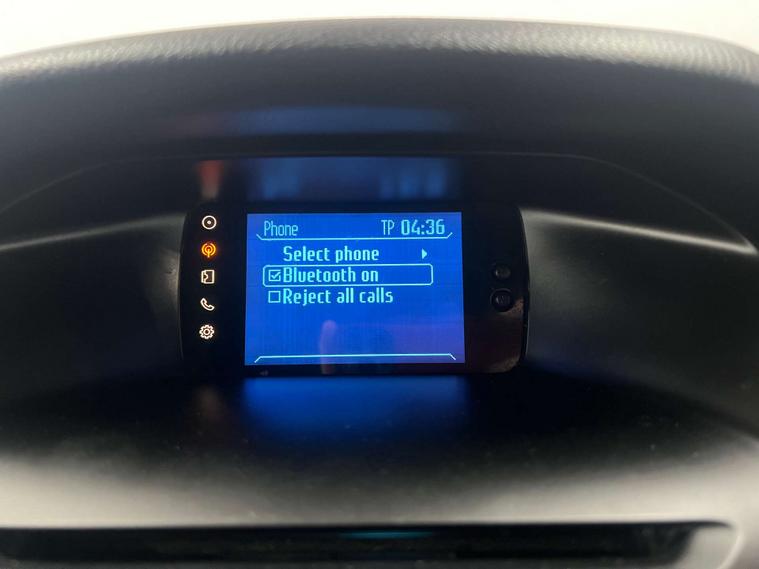 Phone TP 04:36
Select phone
Bluetooth on
Reject all calls